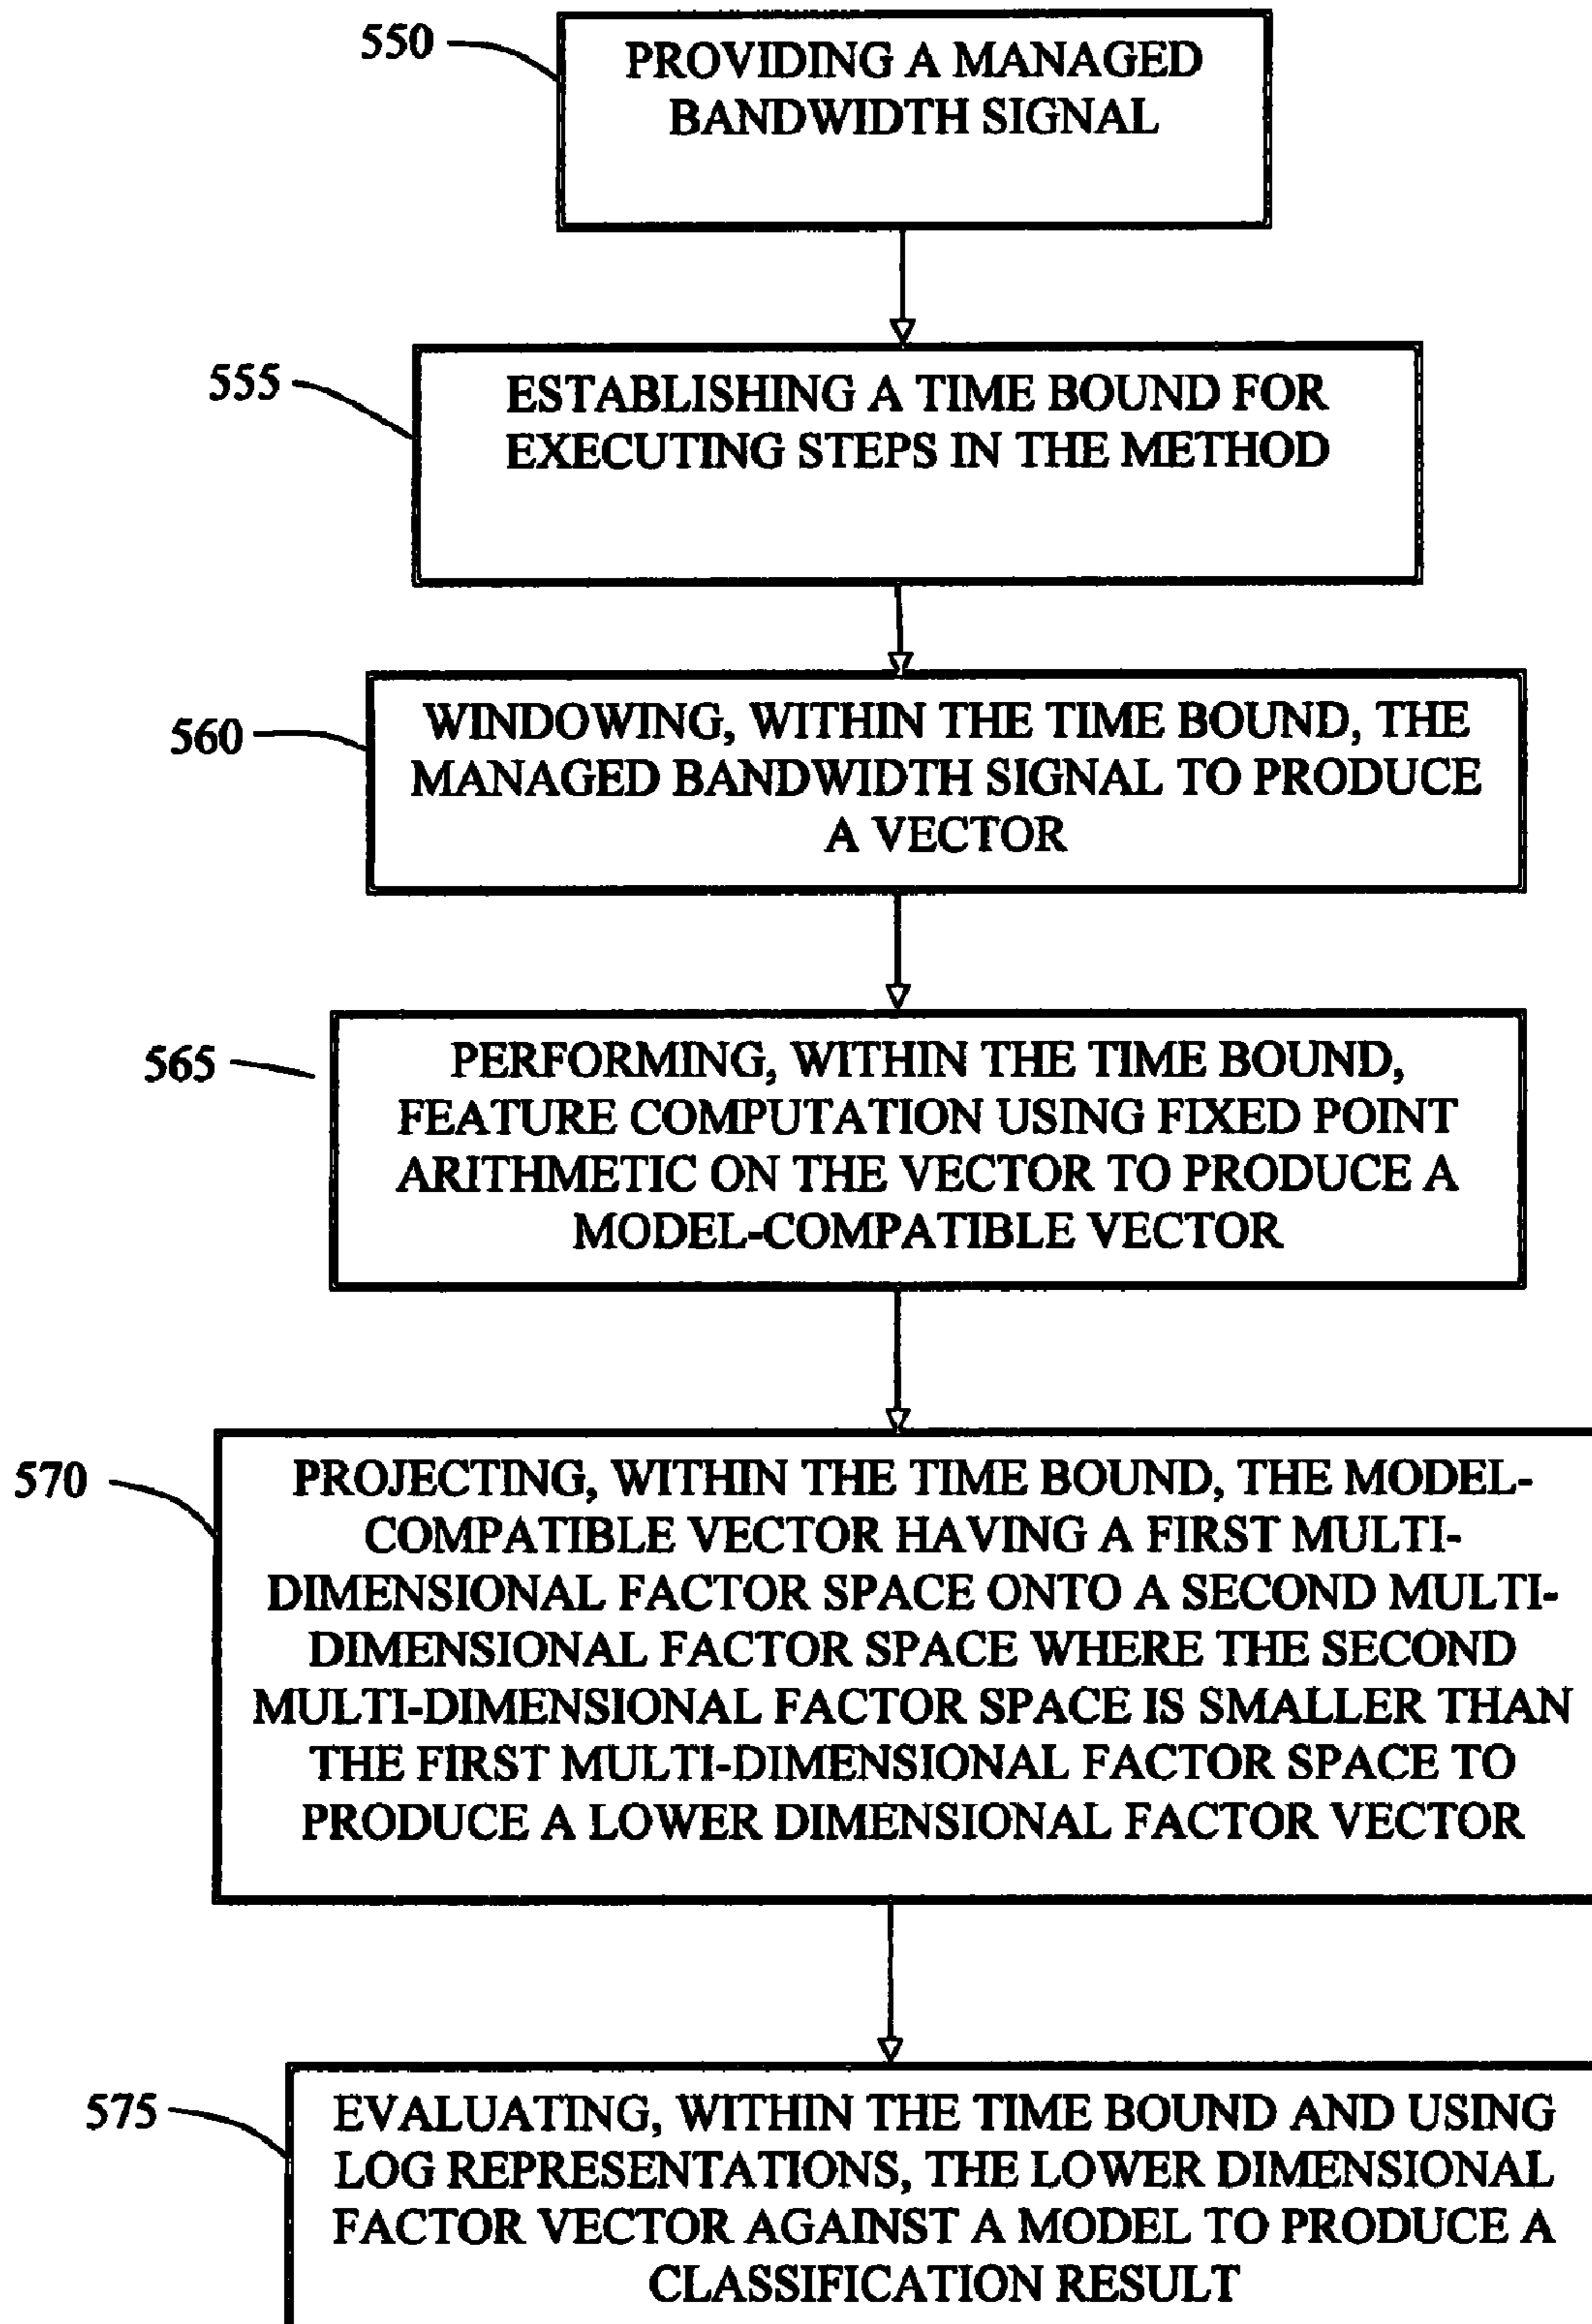 550
PROVIDING A MANAGED
BANDWIDTH SIGNAL
555
ESTABLISHING A TIME BOUND FOR
EXECUTING STEPS IN THE METHOD
560
WINDOWING, WITHIN THE TIME BOUND, THE
MANAGED BANDWIDTH SIGNAL TO PRODUCE
A VECTOR
565
PERFORMING, WITHIN THE TIME BOUND,
FEATURE COMPUTATION USING FIXED POINT
ARITHMETIC ON THE VECTOR TO PRODUCE A
MODEL-COMPATIBLE VECTOR
570
PROJECTING, WITHIN THE TIME BOUND, THE MODEL-
COMPATIBLE VECTOR HAVING A FIRST MULTI-
DIMENSIONAL FACTOR SPACE ONTO A SECOND MULTI-
DIMENSIONAL FACTOR SPACE WHERE THE SECOND
MULTI-DIMENSIONAL FACTOR SPACE IS SMALLER THAN
THE FIRST MULTI-DIMENSIONAL FACTOR SPACE TO
PRODUCE A LOWER DIMENSIONAL FACTOR VECTOR
575
EVALUATING, WITHIN THE TIME BOUND AND USING
LOG REPRESENTATIONS, THE LOWER DIMENSIONAL
FACTOR VECTOR AGAINST A MODEL TO PRODUCE A
CLASSIFICATION RESULT